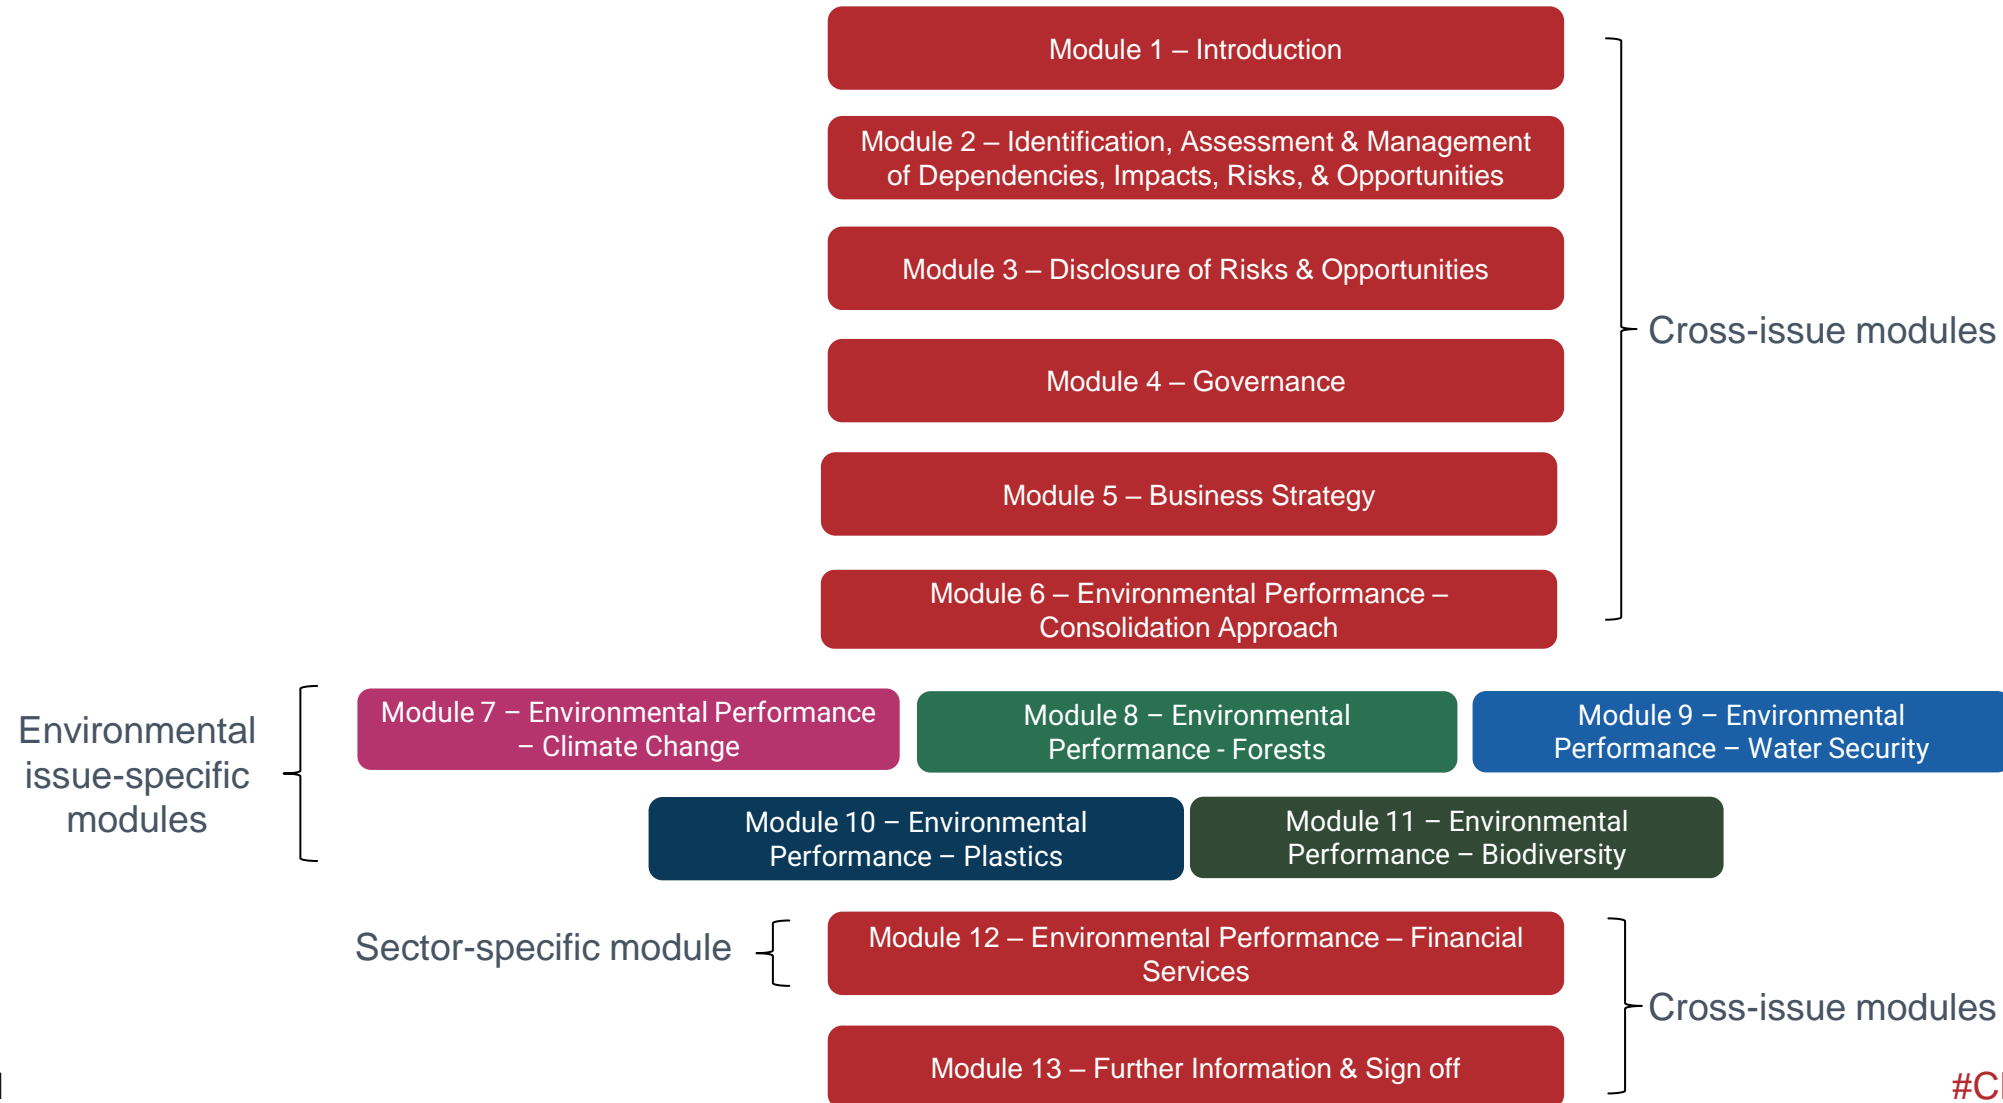 Module 1 – Introduction
Module 2 – Identification, Assessment & Management
of Dependencies, Impacts, Risks, & Opportunities
Module 3 – Disclosure of Risks & Opportunities
Cross-issue modules
Module 4 – Governance
Module 5 – Business Strategy
Module 6 – Environmental Performance –
Consolidation Approach
Environmental
issue-specific
modules
Module 7 – Environmental Performance
– Climate Change
Module 8 – Environmental
Performance - Forests
Module 9 – Environmental
Performance – Water Security
Module 10 – Environmental
Performance – Plastics
Module 11 – Environmental
Performance – Biodiversity
Sector-specific module
Module 12 – Environmental Performance – Financial
Services
Cross-issue modules
Module 13 – Further Information & Sign off